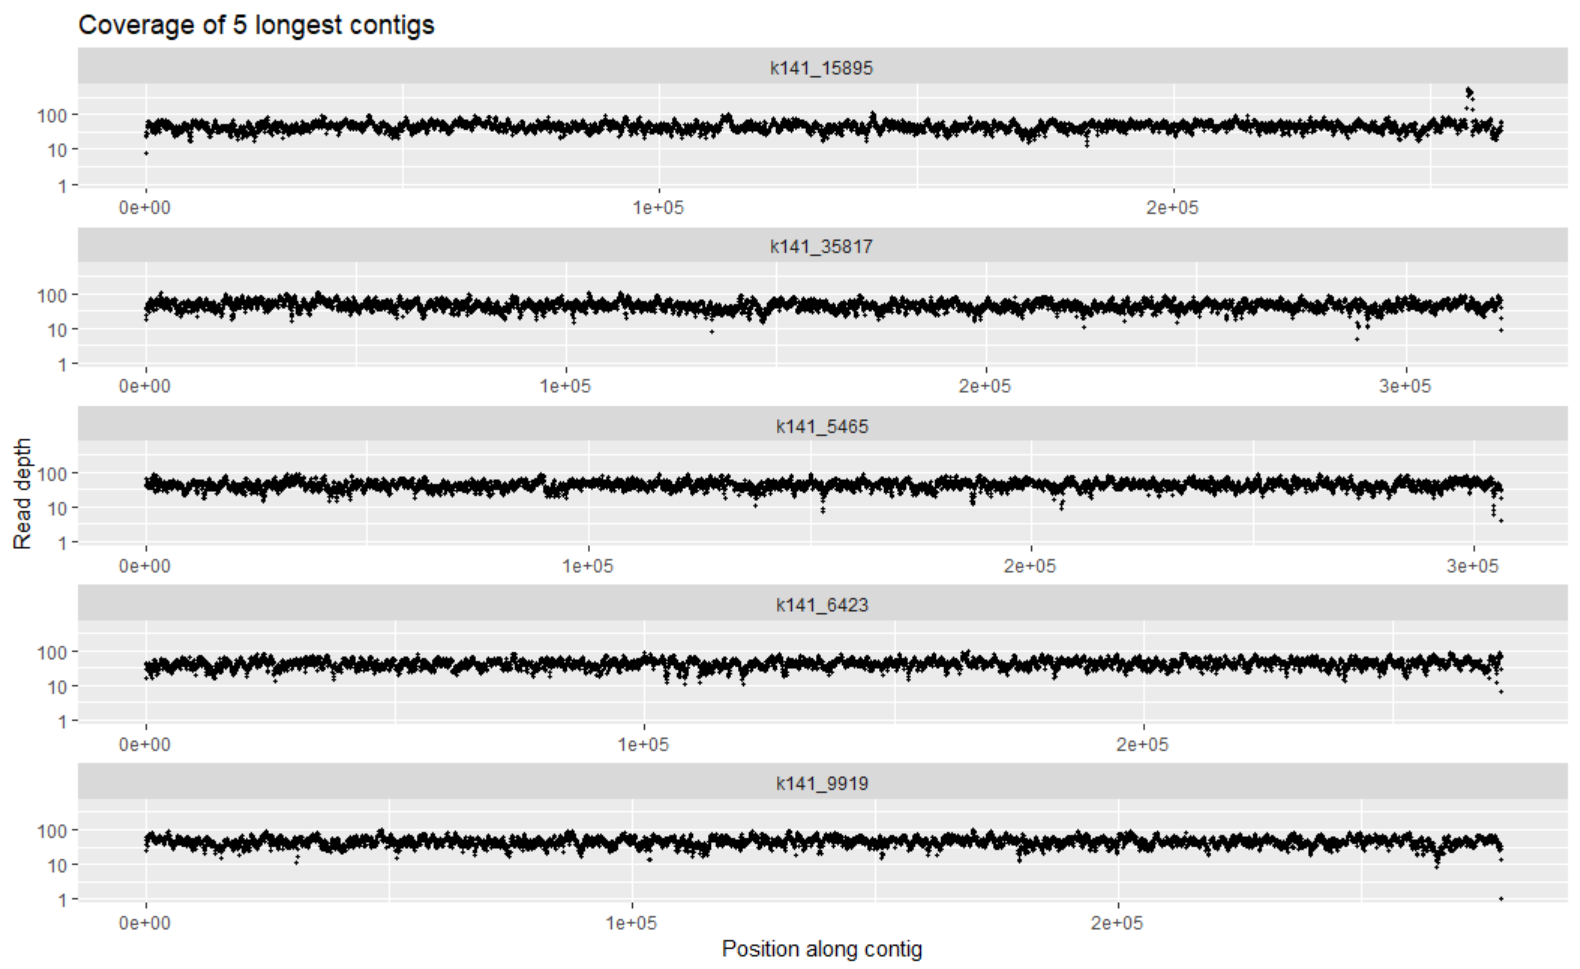 Coverage of 5 longest contigs
k141_15895
100
10
1
0e+00 1e+05 2e+05
k141_35817
100
10
1
0e+00 1e+05 2e+05 3e+05
k141_5465
100
10
1
0e+00 1e+05 2e+05 3e+05
Read depth
k141_6423
100
10
1
0e+00 1e+05 2e+05
k141_9919
100
10
1
0e+00 1e+05 2e+05
Position along contig